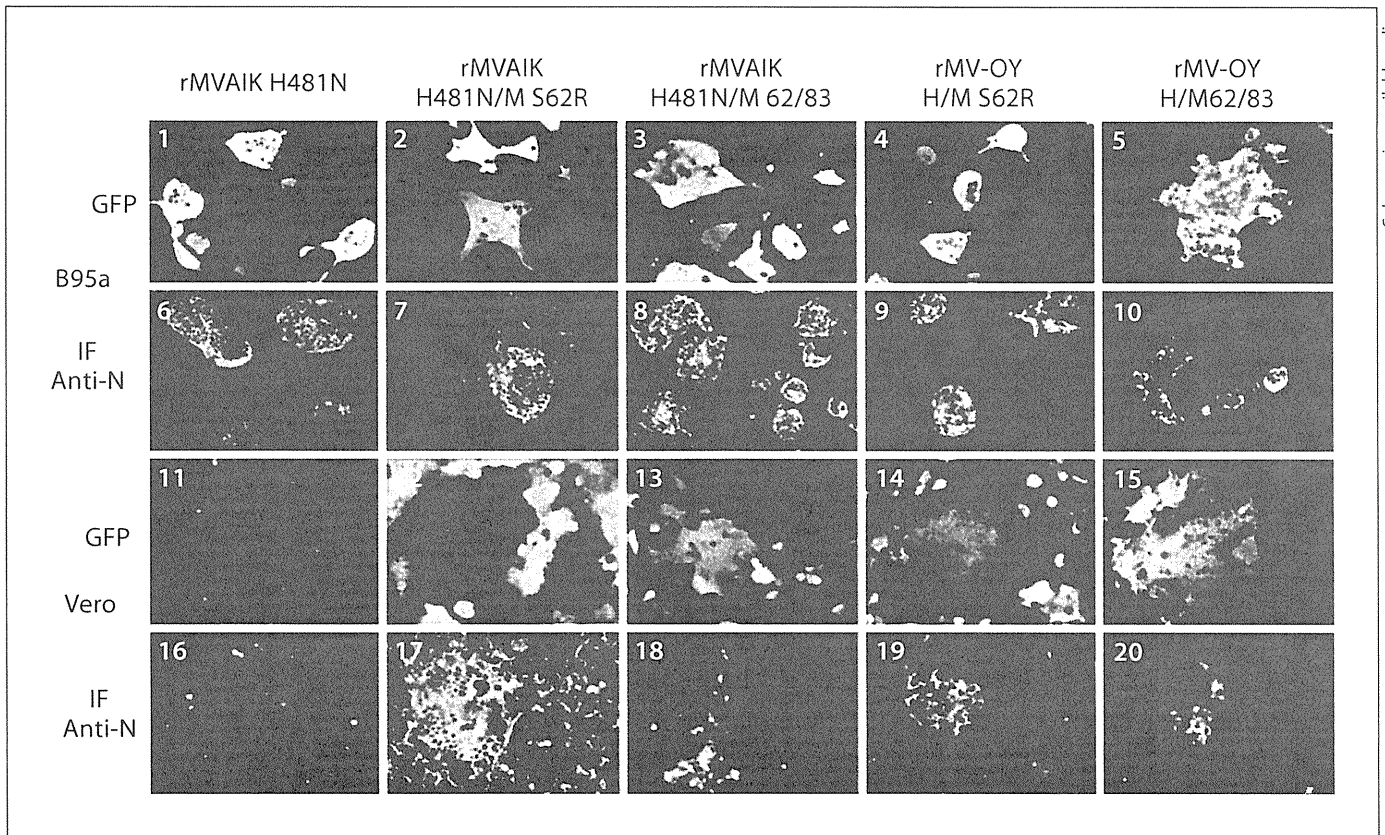 rMVAIK H481N
rMVAIK
H481N/M S62R
rMVAIK
H481N/M 62/83
rMV-OY
H/M S62R
rMV-OY
H/M62/83
GFP
1
2
3
4
5
B95a
IF
Anti-N
6
7
8
9
10
GFP
11
13
14
15
Vero
IF
Anti-N
16
17
18
19
20